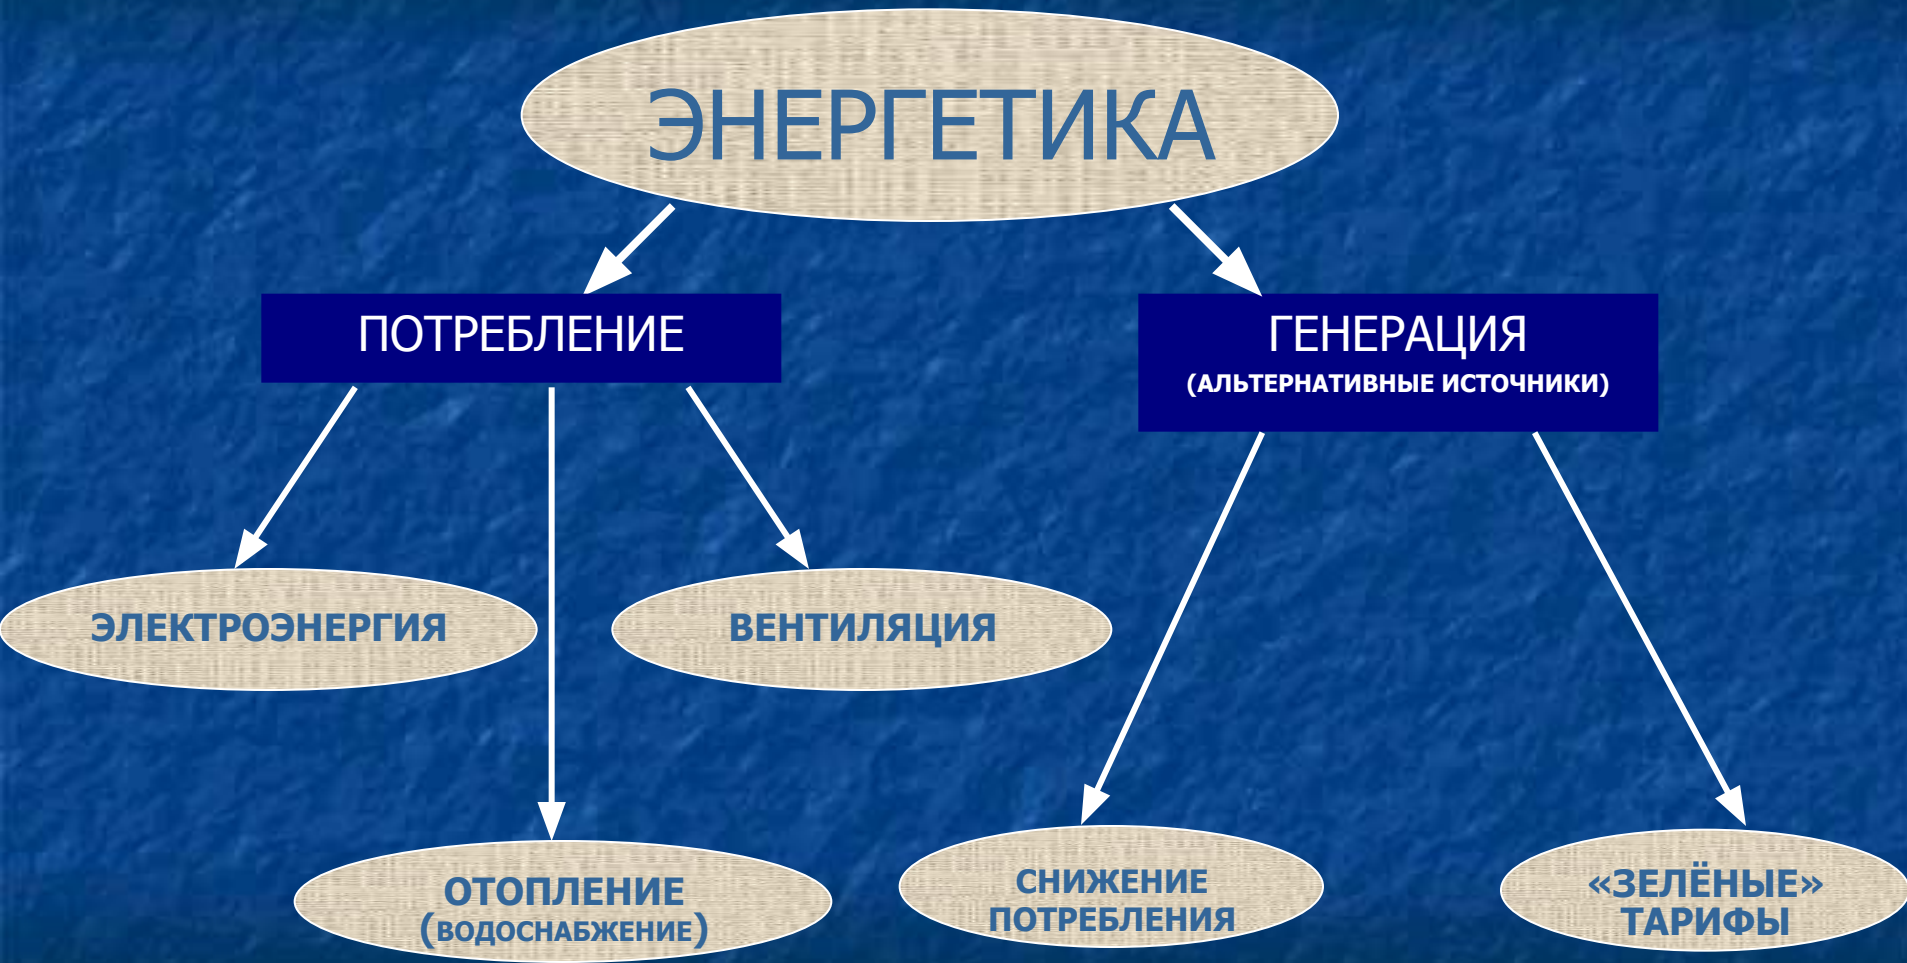 ЭНЕРГЕТИКА
ПОТРЕБЛЕНИЕ
ГЕНЕРАЦИЯ
(АЛЬТЕРНАТИВНЫЕ ИСТОЧНИКИ)
ЭЛЕКТРОЭНЕРГИЯ
ВЕНТИЛЯЦИЯ
ОТОПЛЕНИЕ
(ВОДОСНАБЖЕНИЕ)
СНИЖЕНИЕ
ПОТРЕБЛЕНИЯ
«ЗЕЛЁНЫЕ»
ТАРИФЫ